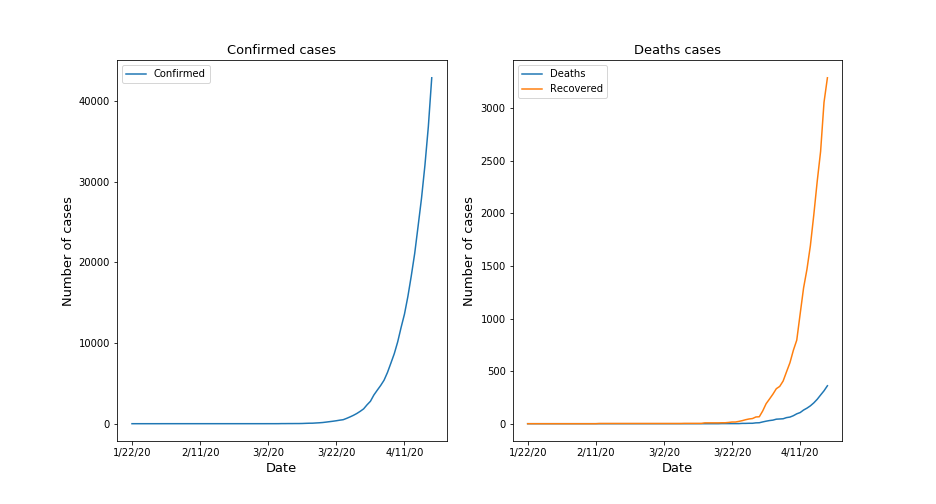 Confirmed cases
Confirmed
40000
30000
20000
10000
0
Number of cases
1/22/20 2/11/20 3/2/20 3/22/20 4/11/20
Date
Deaths cases
Deaths
Recovered
3000
2500
2000
1500
1000
500
0
Number of cases
1/22/20 2/11/20 3/2/20 3/22/20 4/11/20
Date